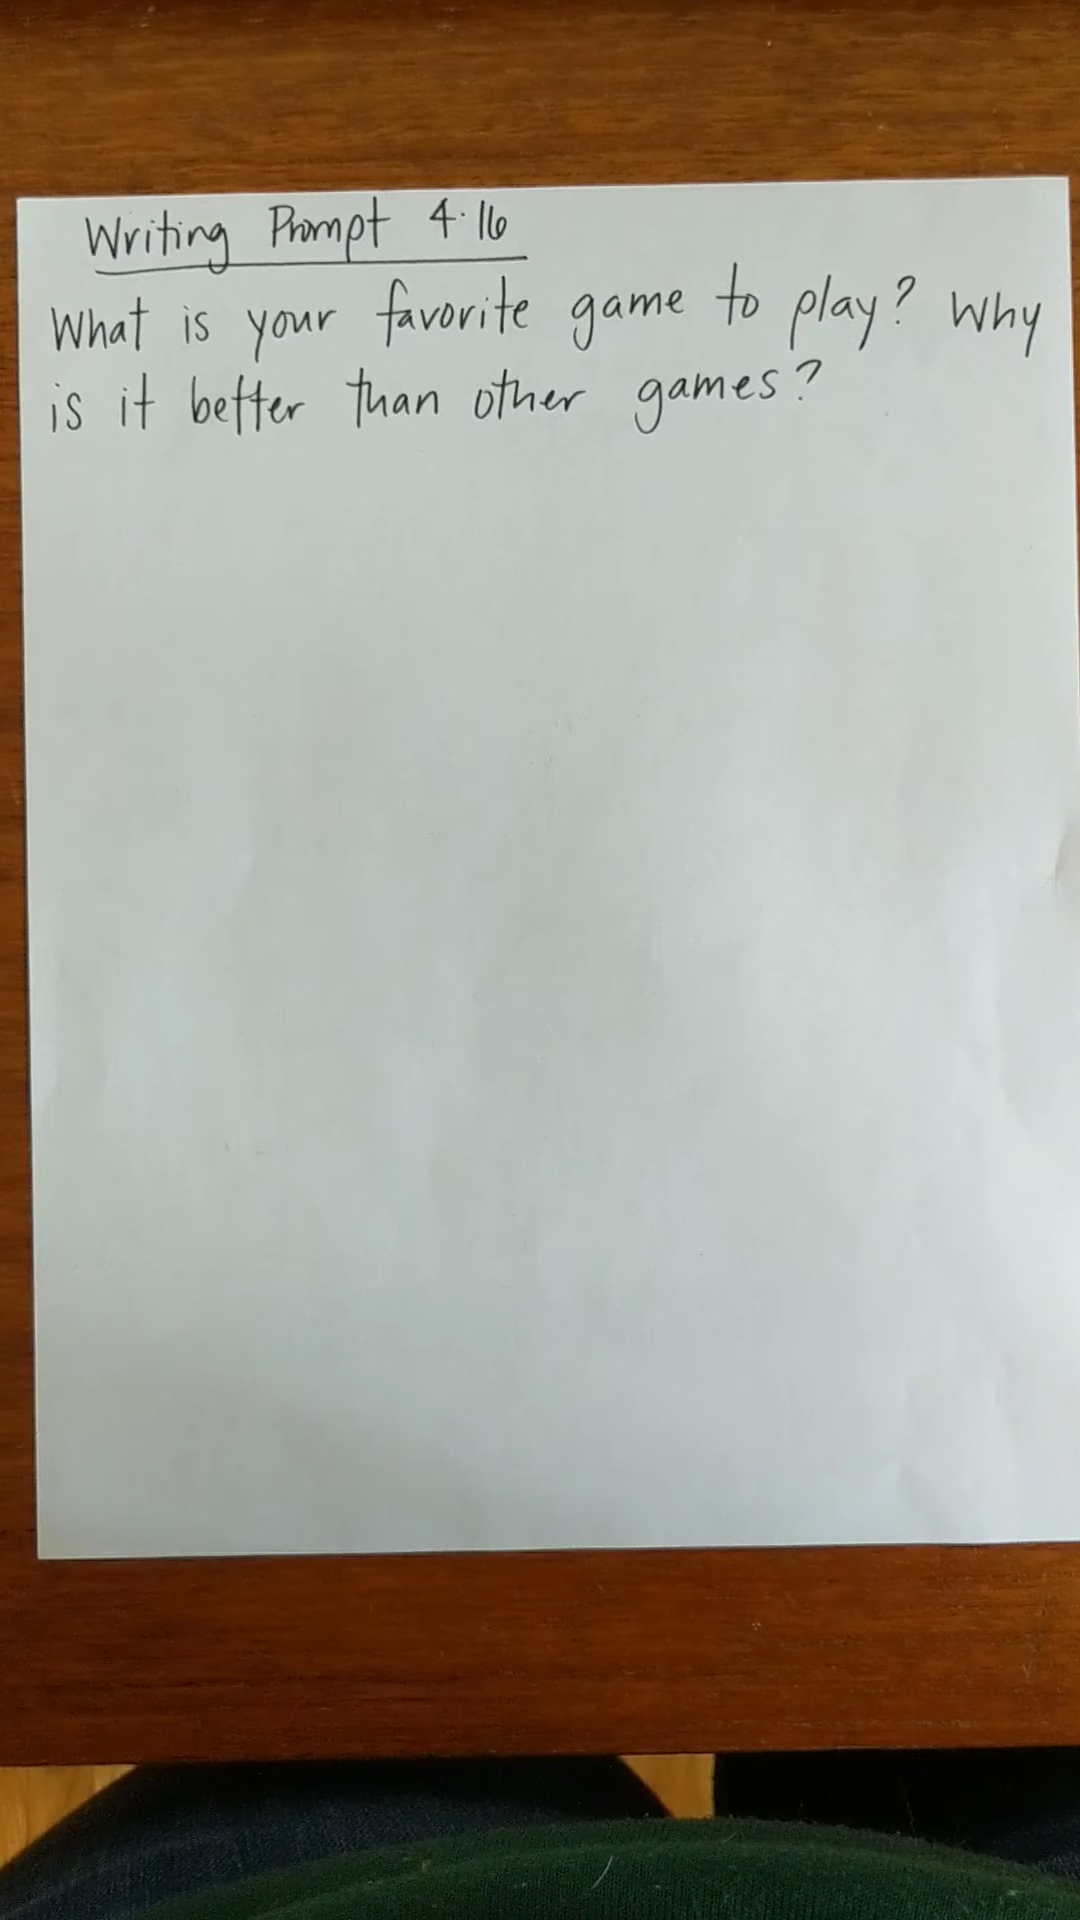 Writing Prompt 4.16
What is your favorite game to play? Why
is it better than other games?